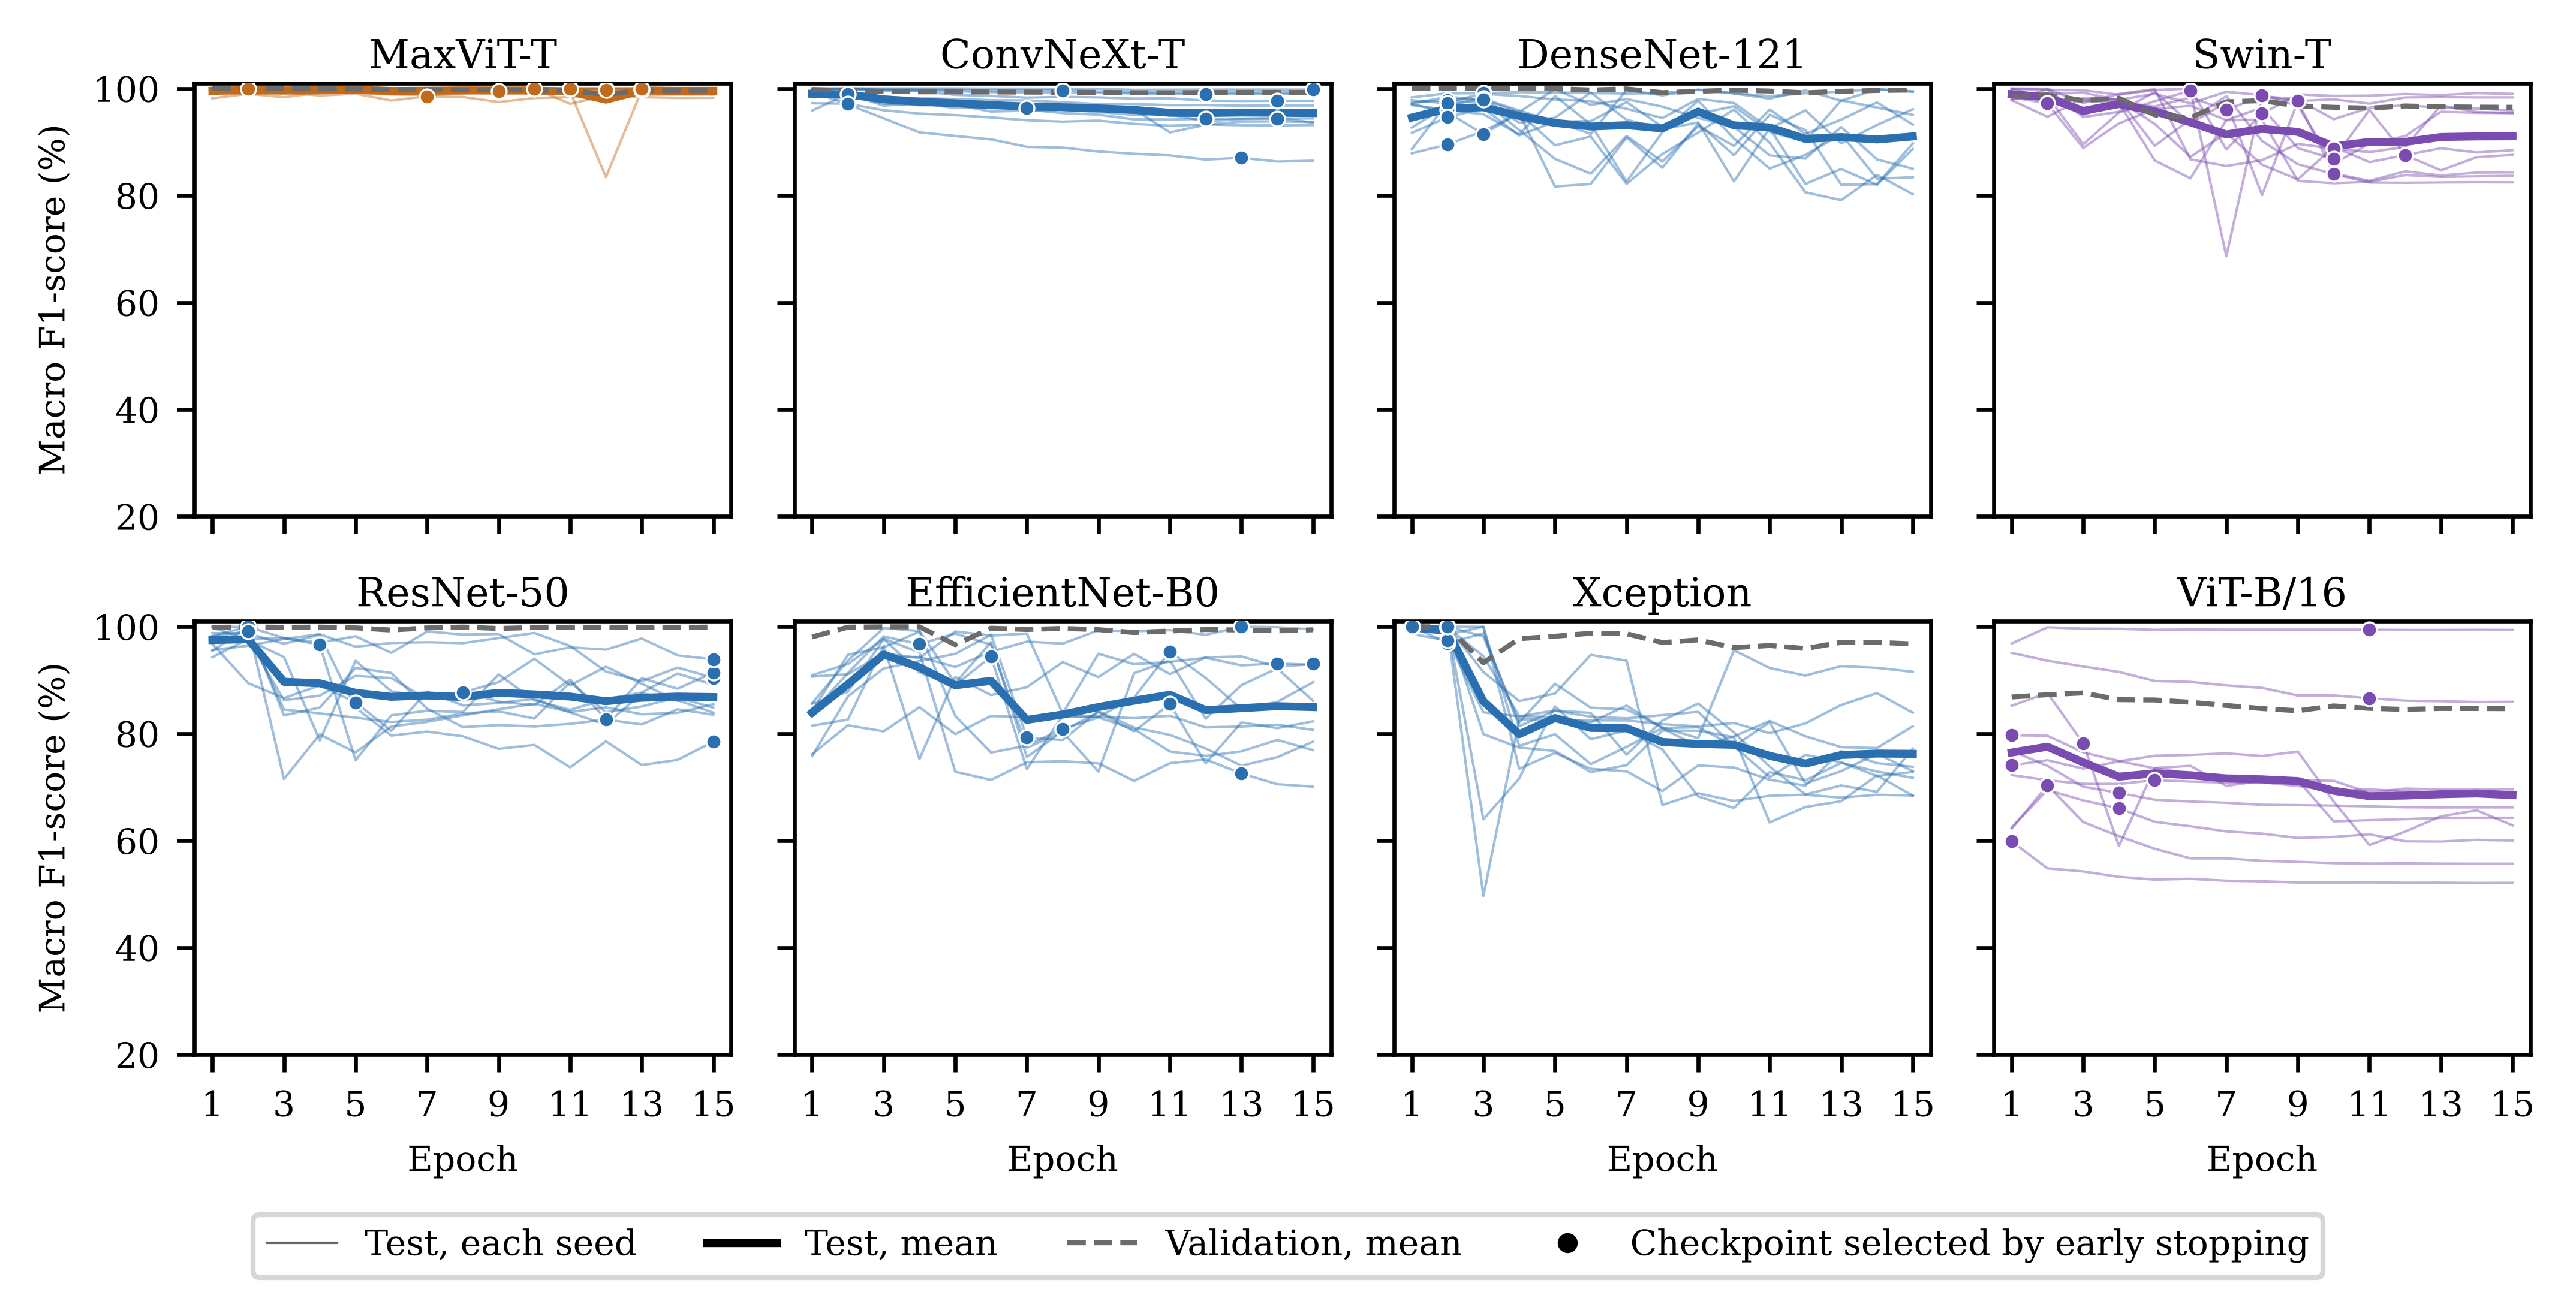 MaxViT-T ConvNeXt-T DenseNet-121 Swin-T
Macro F1-score (%)
100
80
60
40
20
ResNet-50 EfficientNet-B0 Xception ViT-B/16
Macro F1-score (%)
100
80
60
40
20
1 3 5 7 9 11 13 15 1 3 5 7 9 11 13 15 1 3 5 7 9 11 13 15 1 3 5 7 9 11 13 15
Epoch Epoch Epoch Epoch
Test, each seed Test, mean Validation, mean Checkpoint selected by early stopping